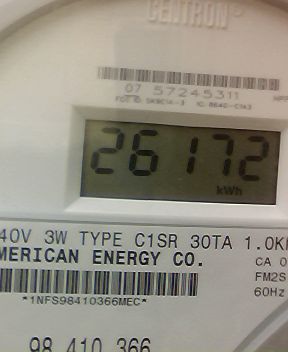 CENTRON®
07 57245311
26172
kWh
40V 3W TYPE C1SR 30TA 1.0K
MERICAN ENERGY CO.
CA 0
FM2S
*1NFS98410366MEC*
60Hz
98 410 366